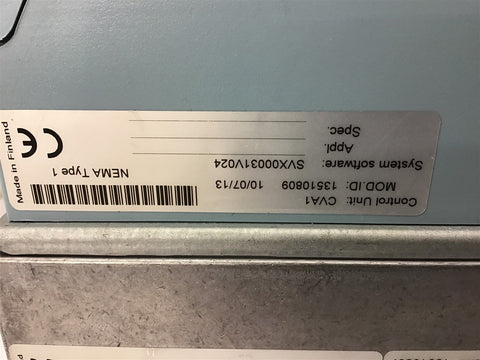 Control Unit: CVA1
MOD.ID: 13510809 10/07/13
System software: SVX00031V024
Appl.
Spec.
NEMA Type 1
CE
Made in Finland